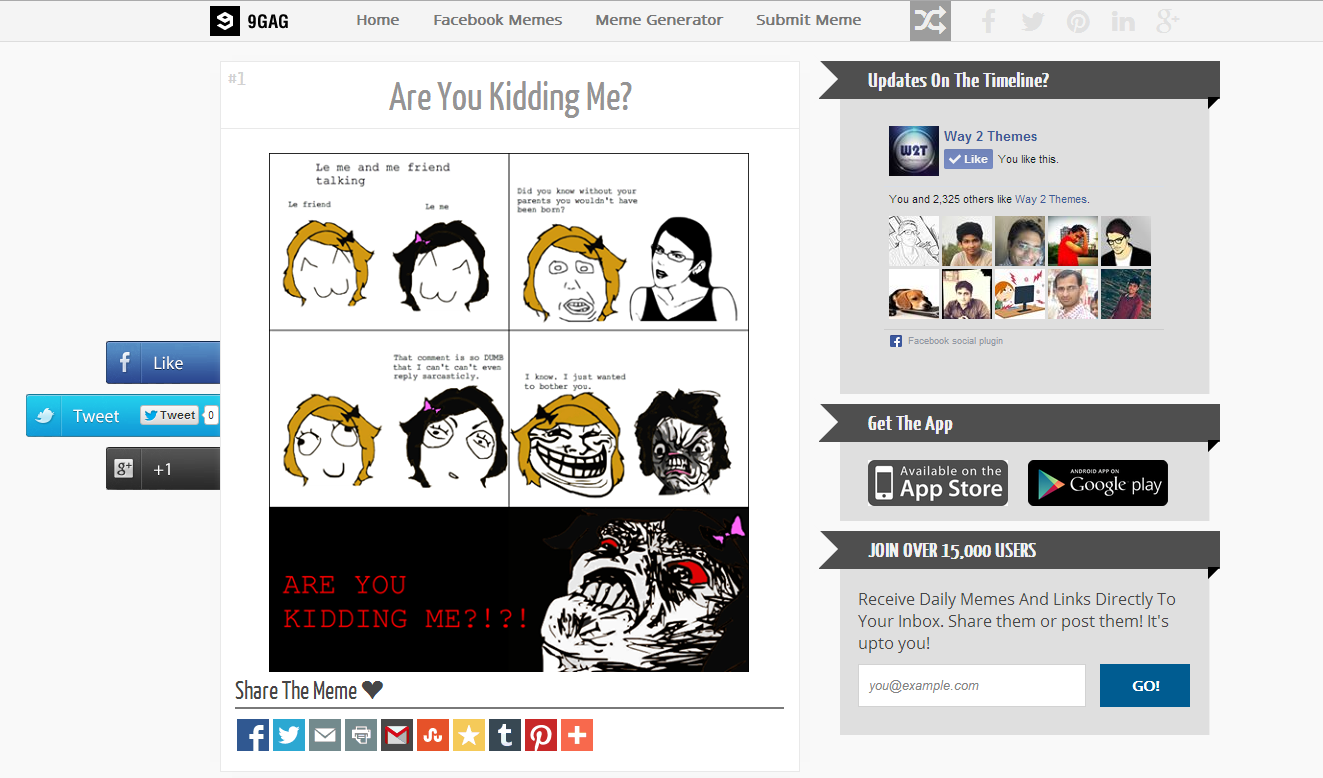 9GAG
Home
Facebook Memes
Meme Generator
Submit Meme
#1
Are You Kidding Me?
Le me and me friend
talking
Le friend
Le me
Did you know without your
parents you wouldn't have
been born?
That comment is so DUMB
that I can't can't even
reply sarcasticly.
I know. I just wanted
to bother you.
ARE YOU
KIDDING ME?!?!
Share The Meme
Like
Tweet
Tweet
0
+1
Updates On The Timeline?
W2T
Way 2 Themes
Like
You like this.
You and 2,325 others like Way 2 Themes.
Facebook social plugin
Get The App
Available on the
App Store
ANDROID APP ON
Google play
JOIN OVER 15,000 USERS
Receive Daily Memes And Links Directly To
Your Inbox. Share them or post them! It's
upto you!
you@example.com
GO!